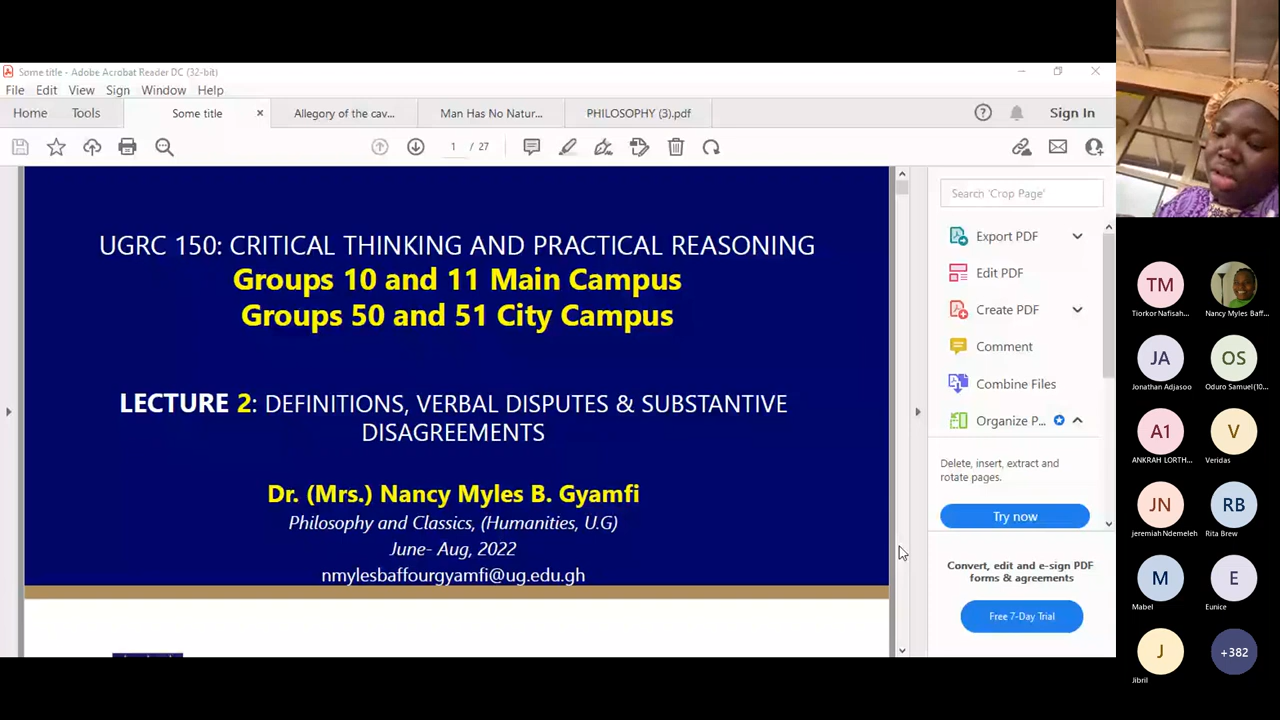 Some title - Adobe Acrobat Reader DC (32-bit)
File Edit View Sign Window Help
Home Tools Some title × Allegory of the cav... Man Has No Natur... PHILOSOPHY (3).pdf Sign In
1 / 27
UGRC 150: CRITICAL THINKING AND PRACTICAL REASONING
Groups 10 and 11 Main Campus
Groups 50 and 51 City Campus
LECTURE 2: DEFINITIONS, VERBAL DISPUTES & SUBSTANTIVE
DISAGREEMENTS
Dr. (Mrs.) Nancy Myles B. Gyamfi
Philosophy and Classics, (Humanities, U.G)
June- Aug, 2022
nmylesbaffourgyamfi@ug.edu.gh
Search 'Crop Page'
Export PDF
Edit PDF
Create PDF
Comment
Combine Files
Organize P...
Delete, insert, extract and
rotate pages.
Try now
Convert, edit and e-sign PDF
forms & agreements
Free 7-Day Trial
TM
Tiorkor Nafisah... Nancy Myles Baff...
JA OS
Jonathan Adjasoo Oduro Samuel(10...
A1 V
ANKRAH LORTH... Veridas
JN RB
jeremiah Ndemeleh Rita Brew
M E
Mabel Eunice
J +382
Jibril